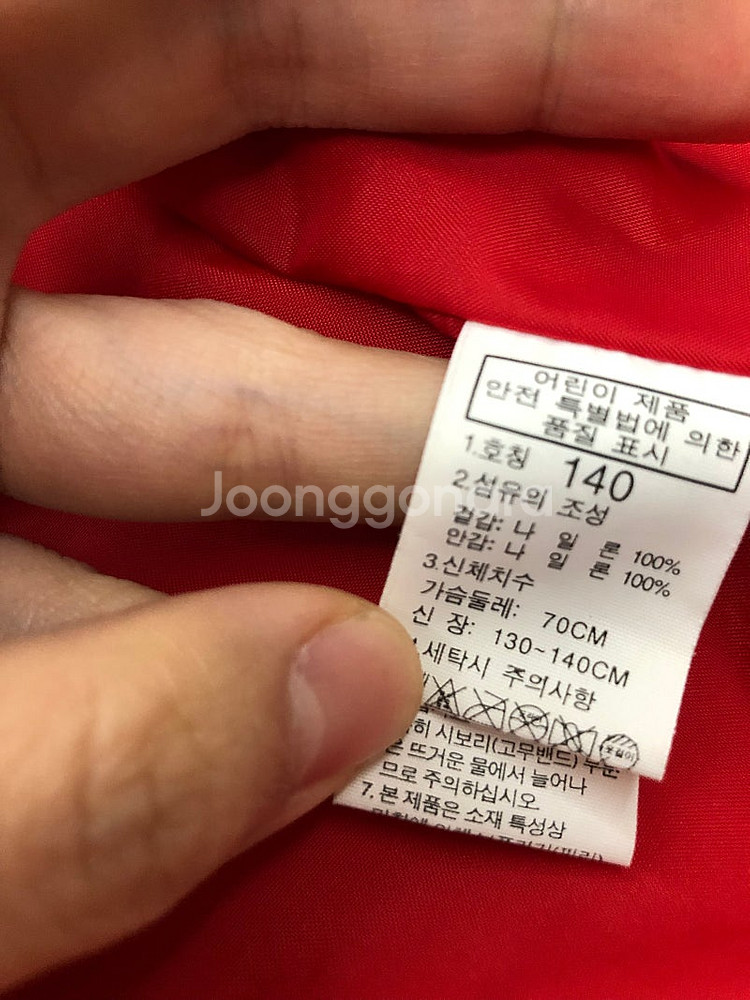 어린이 제품
안전 특별법에 의한
품질 표시
1.호칭 140
2.섬유의 조성
겉감: 나 일 론 100%
안감: 나 일 론 100%
3.신체치수
가슴둘레: 70CM
신 장: 130~140CM
세탁시 주의사항
옷걸이
히 시보리(고무밴드) 부분
은 뜨거운 물에서 늘어나
므로 주의하십시오
7. 본 제품은 소재 특성상
Joonggonara